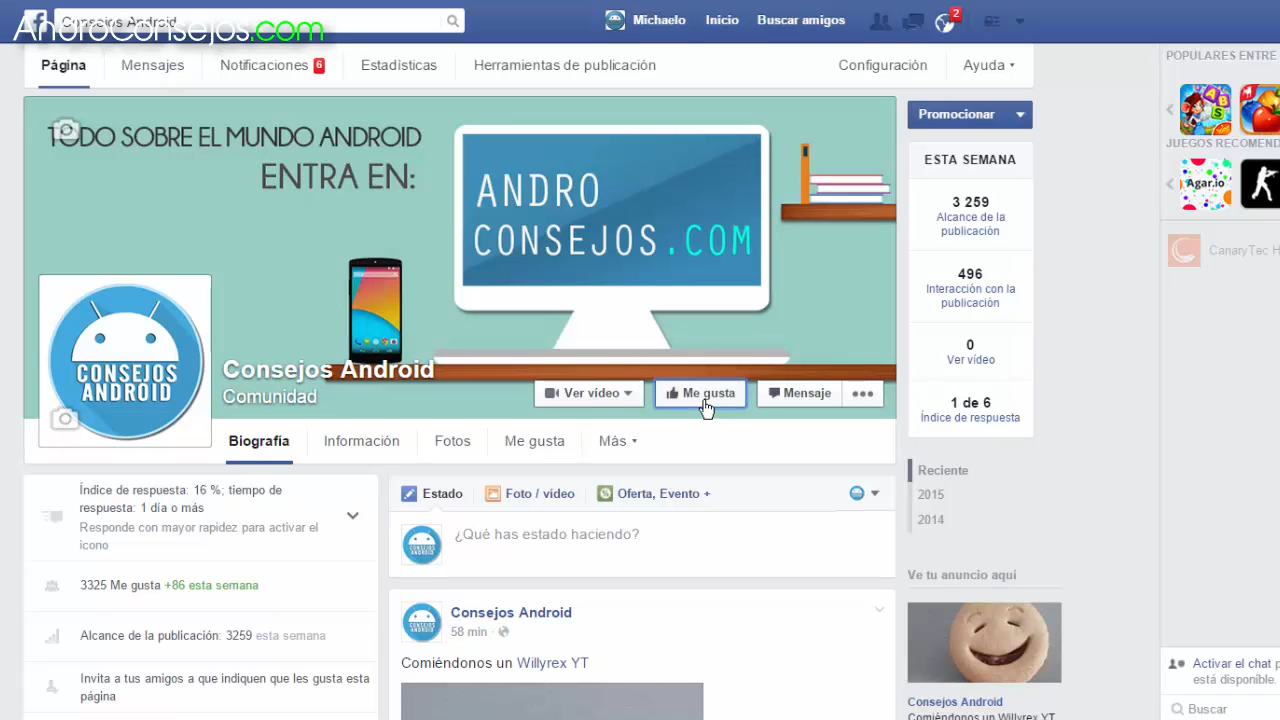 AndroConsejos.com
Consejos Android
Michaelo
Inicio
Buscar amigos
2
Página
Mensajes
Notificaciones 6
Estadísticas
Herramientas de publicación
Configuración
Ayuda
TODO SOBRE EL MUNDO ANDROID
ENTRA EN:
ANDRO
CONSEJOS.COM
CONSEJOS
ANDROID
Consejos Android
Comunidad
Ver vídeo
Me gusta
Mensaje
Biografía
Información
Fotos
Me gusta
Más
Promocionar
ESTA SEMANA
3 259
Alcance de la
publicación
496
Interacción con la
publicación
0
Ver vídeo
1 de 6
Índice de respuesta
Reciente
2015
2014
Ve tu anuncio aquí
Consejos Android
Comiéndonos un Willyrex YT
POPULARES ENTRE
JUEGOS RECOMEND
Agar.io
CanaryTec H
Activar el chat p
está disponible.
Buscar
Índice de respuesta: 16 %; tiempo de
respuesta: 1 día o más
Responde con mayor rapidez para activar el
icono
3325 Me gusta +86 esta semana
Alcance de la publicación: 3259 esta semana
Invita a tus amigos a que indiquen que les gusta esta
página
Estado
Foto / vídeo
Oferta, Evento +
¿Qué has estado haciendo?
CONSEJOS
ANDROID
Consejos Android
58 min
Comiéndonos un Willyrex YT